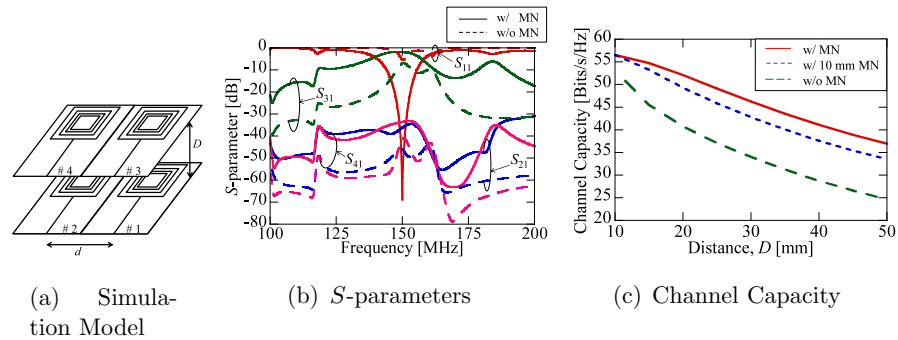 # 4
# 3
# 2
# 1
D
d
(a) Simula-
tion Model
w/ MN
w/o MN
S-parameter [dB]
0
-10
-20
-30
-40
-50
-60
-70
-80
S11
S31
S41
S21
100
125
150
175
200
Frequency [MHz]
(b) S-parameters
Channel Capacity [Bits/s/Hz]
60
55
50
45
40
35
30
25
20
w/ MN
w/ 10 mm MN
w/o MN
10
20
30
40
50
Distance, D [mm]
(c) Channel Capacity